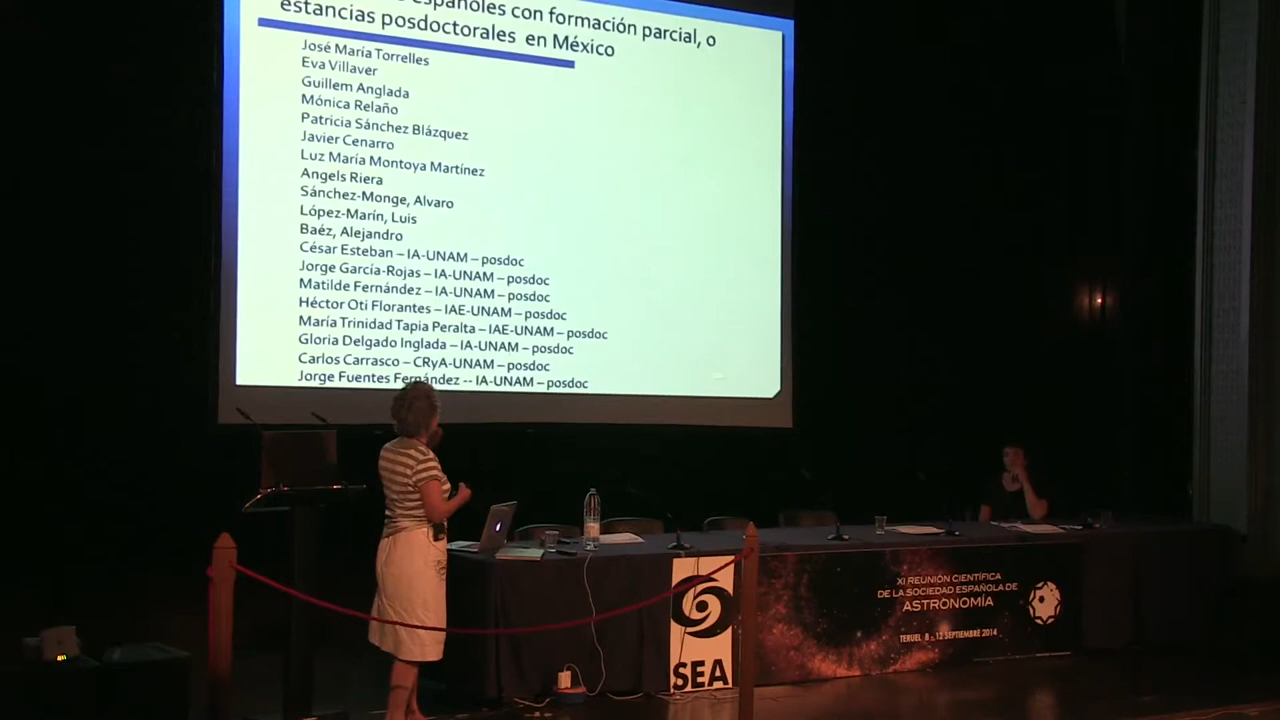 españoles con formación parcial, o
estancias posdoctorales en México
José María Torrelles
Eva Villaver
Guillem Anglada
Mónica Relaño
Patricia Sánchez Blázquez
Javier Cenarro
Luz María Montoya Martínez
Angels Riera
Sánchez-Monge, Alvaro
López-Marín, Luis
Baéz, Alejandro
César Esteban – IA-UNAM – posdoc
Jorge García-Rojas – IA-UNAM – posdoc
Matilde Fernández – IA-UNAM – posdoc
Héctor Oti Florantes – IAE-UNAM – posdoc
María Trinidad Tapia Peralta – IAE-UNAM – posdoc
Gloria Delgado Inglada – IA-UNAM – posdoc
Carlos Carrasco – CRyA-UNAM – posdoc
Jorge Fuentes Fernández -- IA-UNAM – posdoc
SEA
XI REUNIÓN CIENTÍFICA
DE LA SOCIEDAD ESPAÑOLA DE
ASTRONOMÍA
TERUEL 8 - 12 SEPTIEMBRE 2014